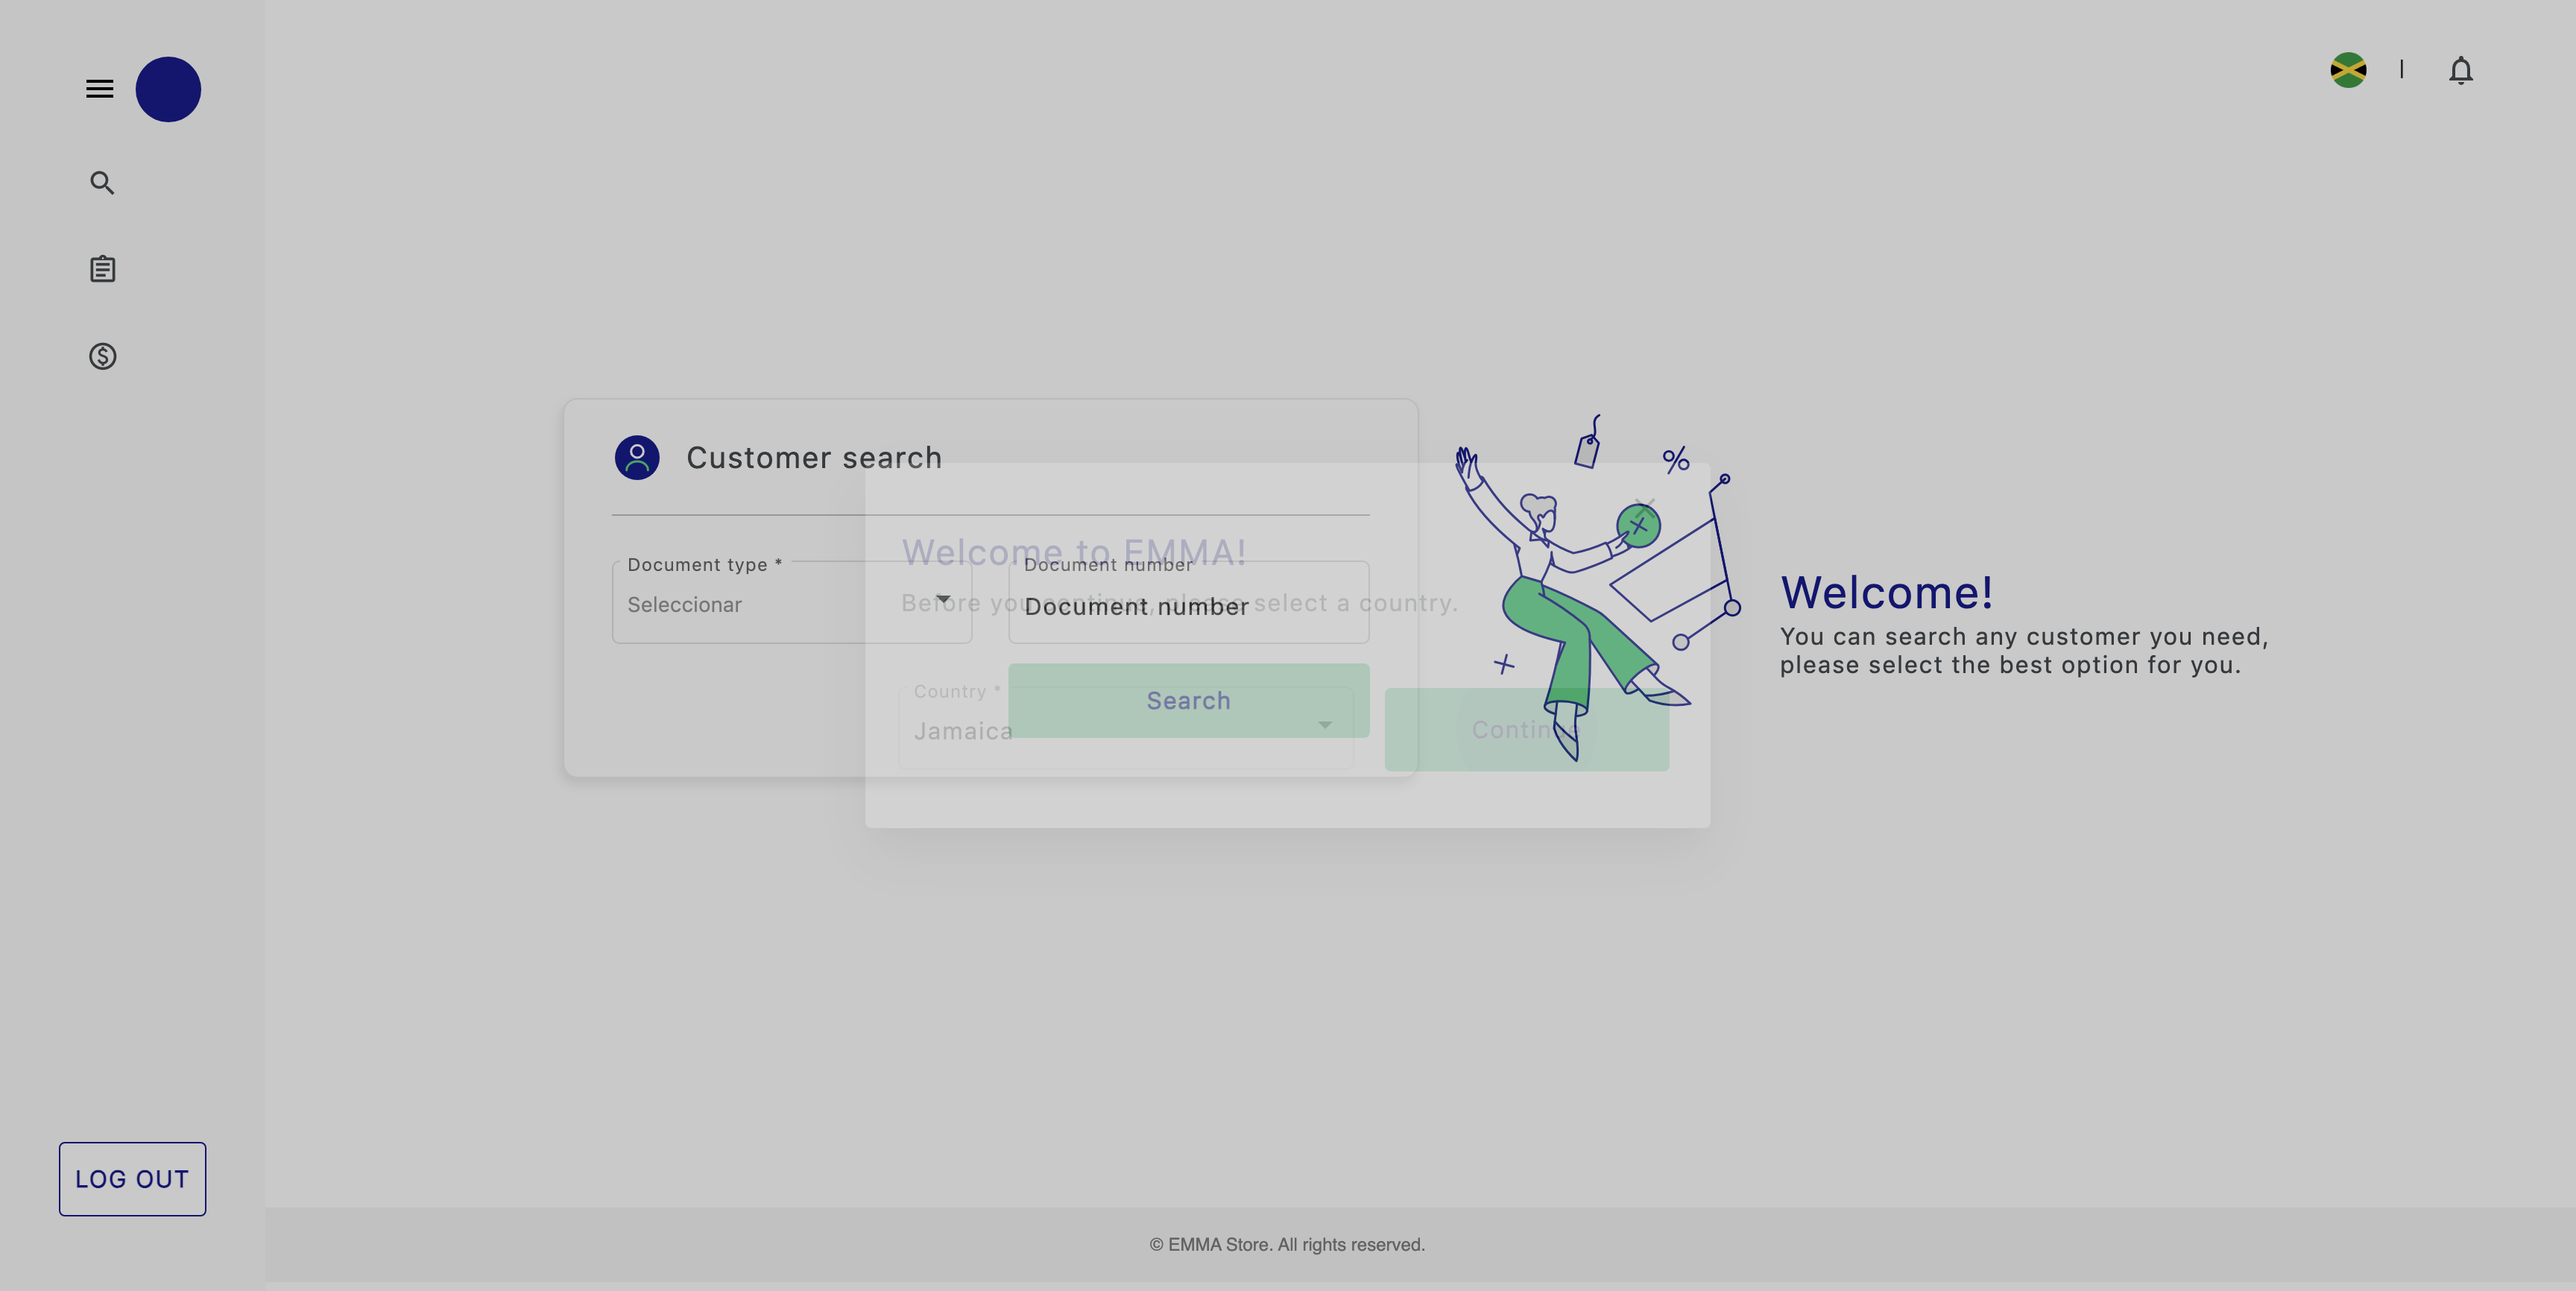 Customer search
Welcome to EMMA!
Before you continue, please select a country.
Document type *
Seleccionar
Document number
Document number
Search
Country *
Jamaica
Continue
%
Welcome!
You can search any customer you need,
please select the best option for you.
LOG OUT
© EMMA Store. All rights reserved.